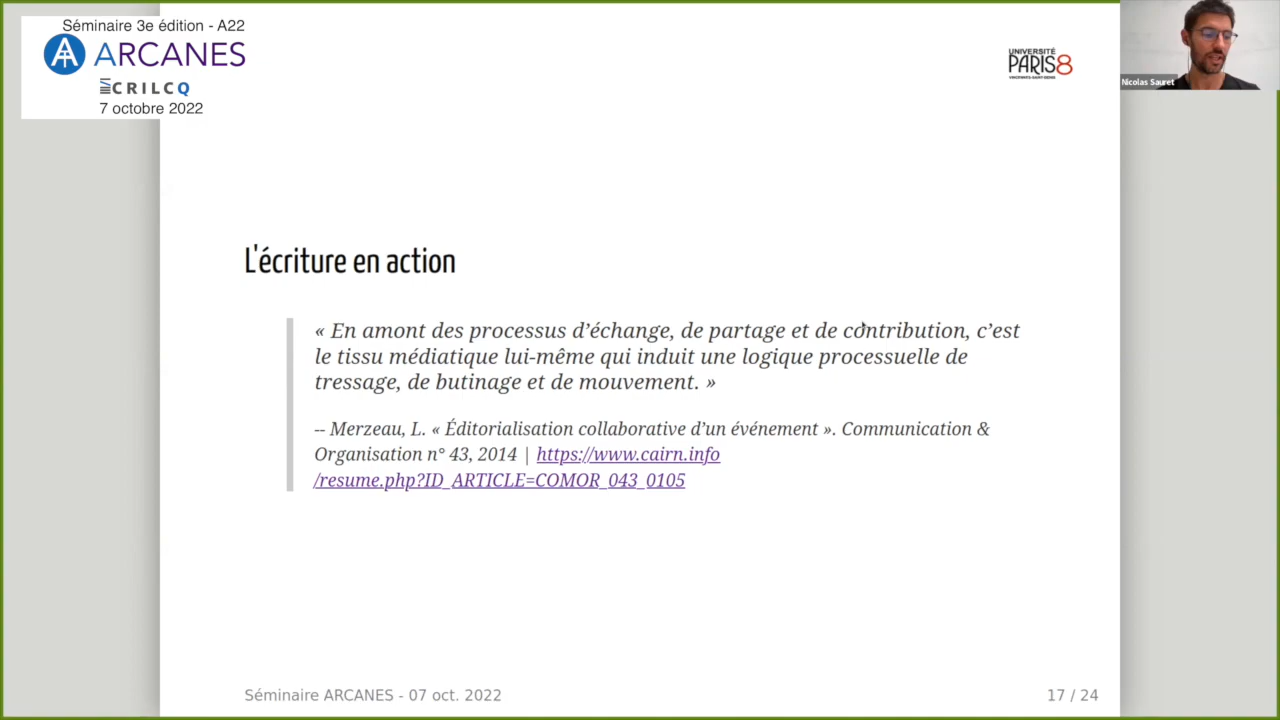 Séminaire 3e édition - A22
ARCANES
CRILCQ
7 octobre 2022
UNIVERSITÉ
PARIS8
VINCENNES-SAINT-DENIS
Nicolas Sauret
L'écriture en action
« En amont des processus d’échange, de partage et de contribution, c’est
le tissu médiatique lui-même qui induit une logique processuelle de
tressage, de butinage et de mouvement. »
-- Merzeau, L. « Éditorialisation collaborative d’un événement ». Communication &
Organisation n° 43, 2014 | https://www.cairn.info
/resume.php?ID_ARTICLE=COMOR_043_0105
Séminaire ARCANES - 07 oct. 2022
17 / 24